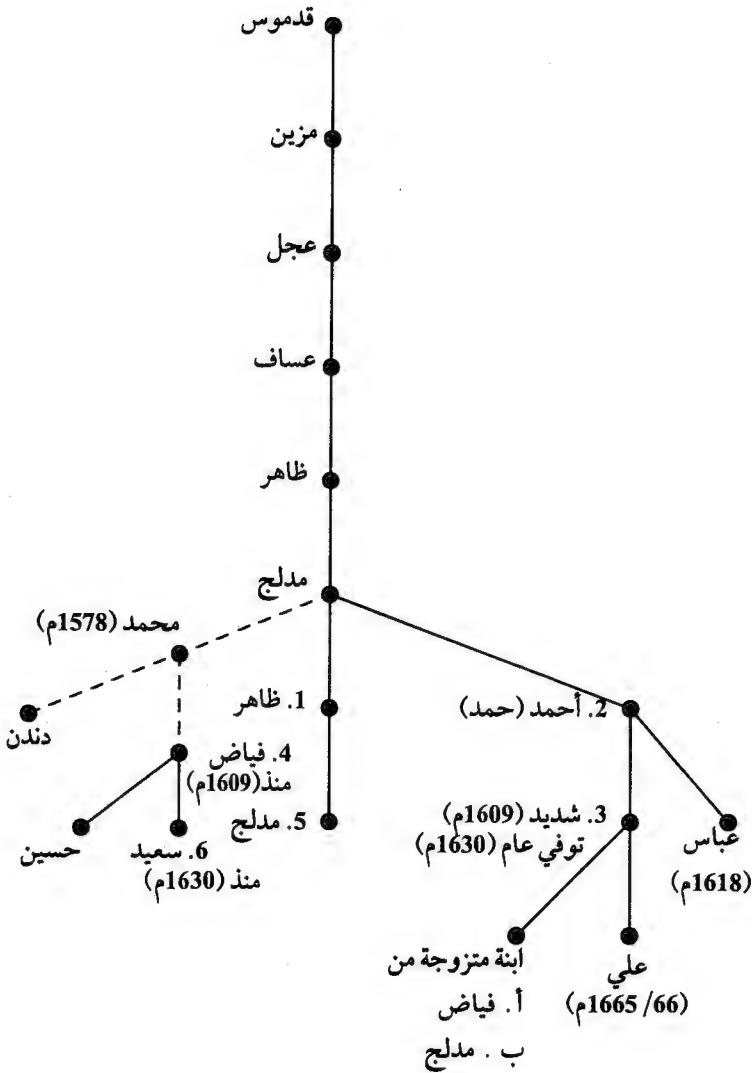 قدموس
مزين
عجل
عساف
ظاهر
مدلج
محمد (1578م)
دندن
1. ظاهر
2. أحمد (حمد)
4. فياض
منذ (1609م)
حسين
6. سعيد
منذ (1630م)
5. مدلج
3. شديد (1609م)
توفي عام (1630م)
عباس
(1618م)
ابنة متزوجة من
أ. فياض
ب. مدلج
علي
(1665/66م)